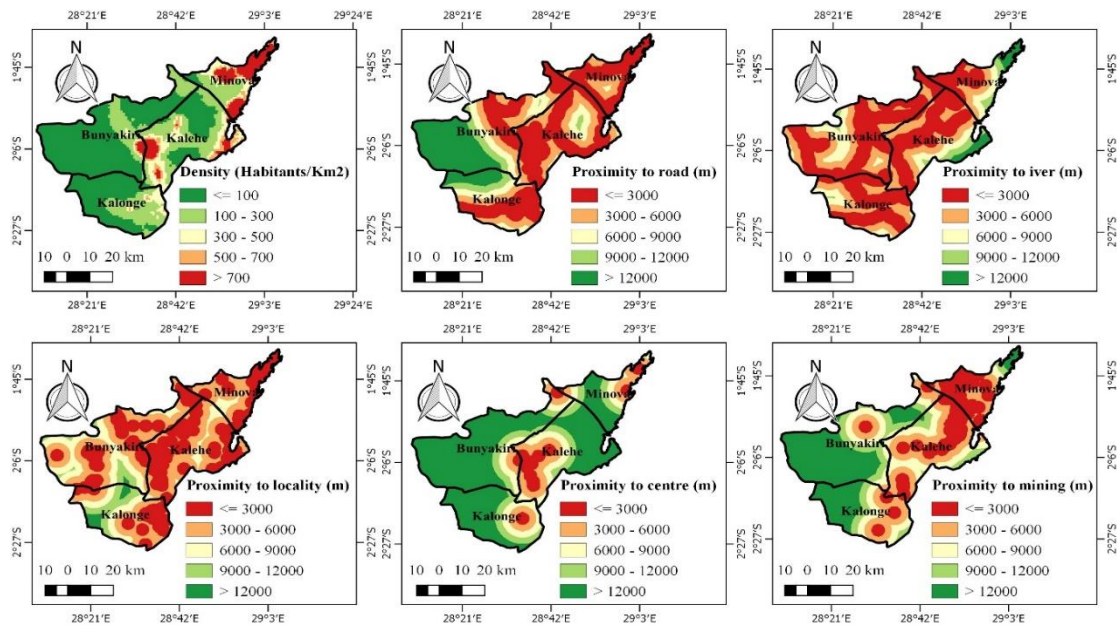 28°21'E 28°42'E 29°3'E 29°24'E
1°45'S 2°6'S 2°27'S
N
Minova
Bunyakiri
Kalehe
Kalonge
Density (Habitants/Km2)
<= 100
100 - 300
300 - 500
500 - 700
> 700
10 0 10 20 km
1°45'S 2°6'S 2°27'S
28°21'E 28°42'E 29°3'E 29°24'E
28°21'E 28°42'E 29°3'E
N
Minova
Bunyakiri
Kalehe
Kalonge
Proximity to road (m)
<= 3000
3000 - 6000
6000 - 9000
9000 - 12000
> 12000
10 0 10 20 km
1°45'S 2°6'S 2°27'S
28°21'E 28°42'E 29°3'E
28°21'E 28°42'E 29°3'E
N
Minova
Bunyakiri
Kalehe
Kalonge
Proximity to iver (m)
<= 3000
3000 - 6000
6000 - 9000
9000 - 12000
> 12000
10 0 10 20 km
1°45'S 2°6'S 2°27'S
28°21'E 28°42'E 29°3'E
28°21'E 28°42'E 29°3'E
1°45'S 2°6'S 2°27'S
N
Minova
Bunyakiri
Kalehe
Kalonge
Proximity to locality (m)
<= 3000
3000 - 6000
6000 - 9000
9000 - 12000
> 12000
10 0 10 20 km
1°45'S 2°6'S 2°27'S
28°21'E 28°42'E 29°3'E
28°21'E 28°42'E 29°3'E
N
Minova
Bunyakiri
Kalehe
Kalonge
Proximity to centre (m)
<= 3000
3000 - 6000
6000 - 9000
9000 - 12000
> 12000
10 0 10 20 km
1°45'S 2°6'S 2°27'S
28°21'E 28°42'E 29°3'E
28°21'E 28°42'E 29°3'E
N
Minova
Bunyakiri
Kalehe
Kalonge
Proximity to mining (m)
<= 3000
3000 - 6000
6000 - 9000
9000 - 12000
> 12000
10 0 10 20 km
1°45'S 2°6'S 2°27'S
28°21'E 28°42'E 29°3'E